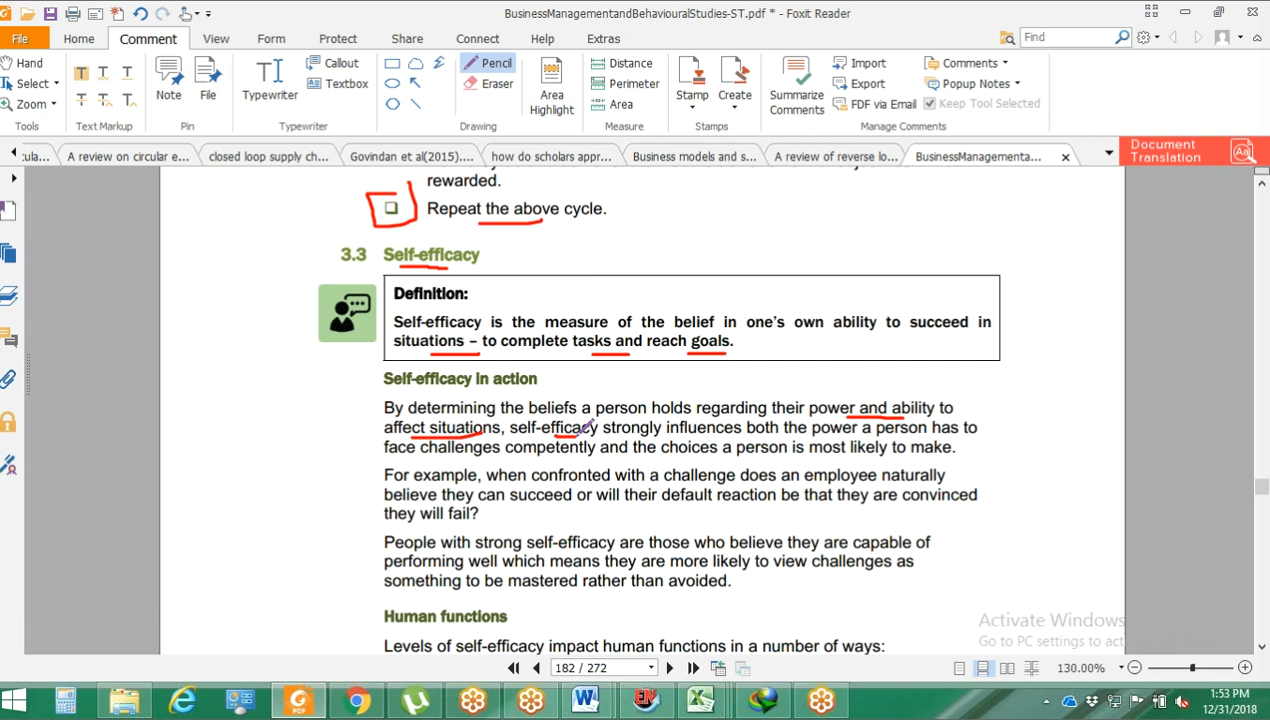 BusinessManagementandBehaviouralStudies-ST.pdf * - Foxit Reader
File Home Comment View Form Protect Share Connect Help Extras Find
Hand Select Zoom Tools
Text Markup
Note File Pin
Typewriter Callout Textbox Typewriter
Pencil Eraser Area Highlight Drawing
Distance Perimeter Area Measure
Stamp Create Stamps
Summarize Comments Import Export FDF via Email Comments Popup Notes Keep Tool Selected Manage Comments
cula... A review on circular e... closed loop supply ch... Govindan et al(2015).... how do scholars appr... Business models and s... A review of reverse lo... BusinessManagementa... Document Translation
rewarded.
Repeat the above cycle.
3.3 Self-efficacy
Definition:
Self-efficacy is the measure of the belief in one's own ability to succeed in
situations – to complete tasks and reach goals.
Self-efficacy in action
By determining the beliefs a person holds regarding their power and ability to
affect situations, self-efficacy strongly influences both the power a person has to
face challenges competently and the choices a person is most likely to make.
For example, when confronted with a challenge does an employee naturally
believe they can succeed or will their default reaction be that they are convinced
they will fail?
People with strong self-efficacy are those who believe they are capable of
performing well which means they are more likely to view challenges as
something to be mastered rather than avoided.
Human functions
Levels of self-efficacy impact human functions in a number of ways:
Activate Windows
Go to PC settings to act
182 / 272 130.00%
1:53 PM
12/31/2018